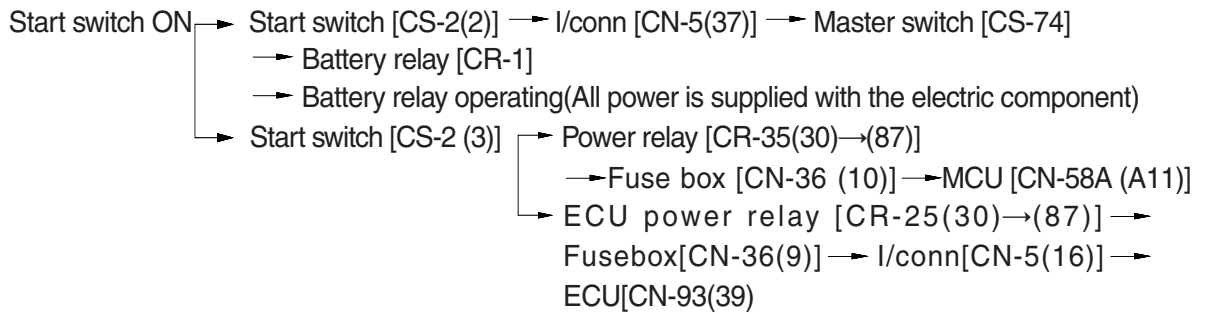 Start switch ON → Start switch [CS-2(2)] → I/conn [CN-5(37)] → Master switch [CS-74]
→ Battery relay [CR-1]
→ Battery relay operating(All power is supplied with the electric component)
→ Start switch [CS-2 (3)] → Power relay [CR-35(30)→(87)]
→Fuse box [CN-36 (10)]→MCU [CN-58A (A11)]
→ ECU power relay [CR-25(30)→(87)] →
Fusebox[CN-36(9)] → I/conn[CN-5(16)] →
ECU[CN-93(39)